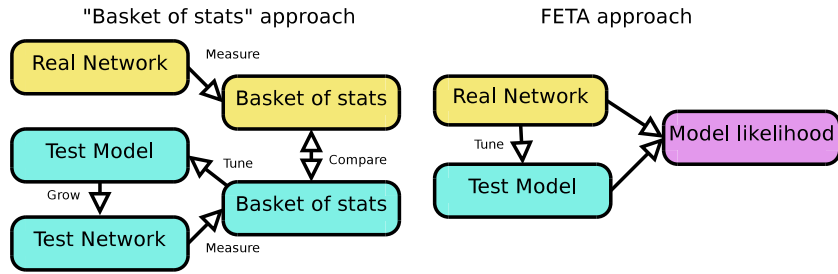 "Basket of stats" approach
FETA approach
Real Network
Measure
Basket of stats
Test Model
Tune
Compare
Grow
Basket of stats
Test Network
Measure
Real Network
Model likelihood
Tune
Test Model